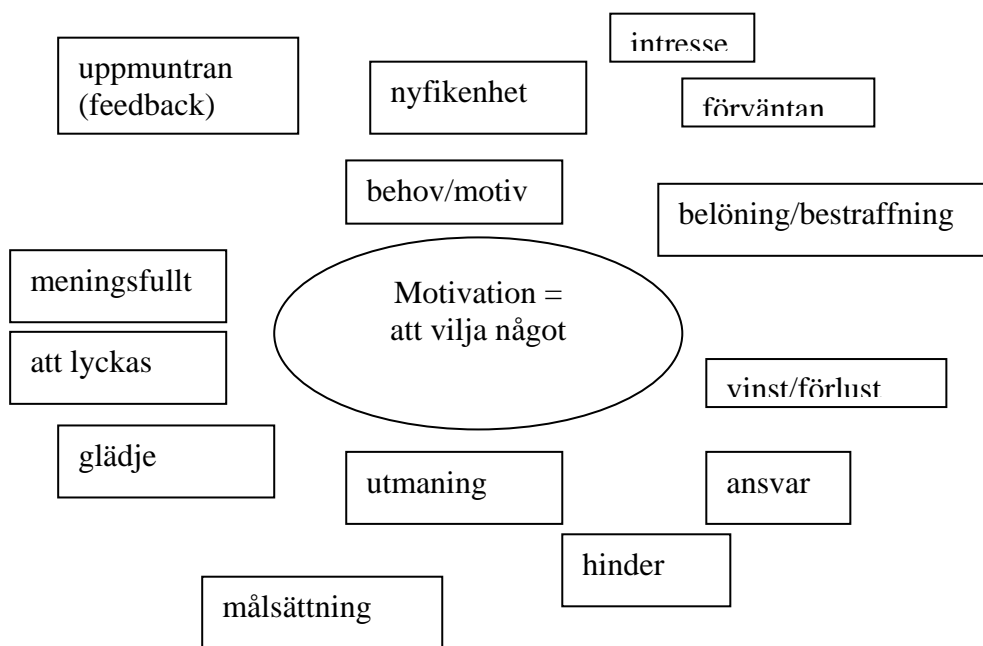 intresse
uppmuntran
(feedback)
nyfikenhet
förväntan
behov/motiv
belöning/bestraffning
meningsfullt
Motivation =
att vilja något
att lyckas
vinst/förlust
glädje
utmaning
ansvar
hinder
målsättning